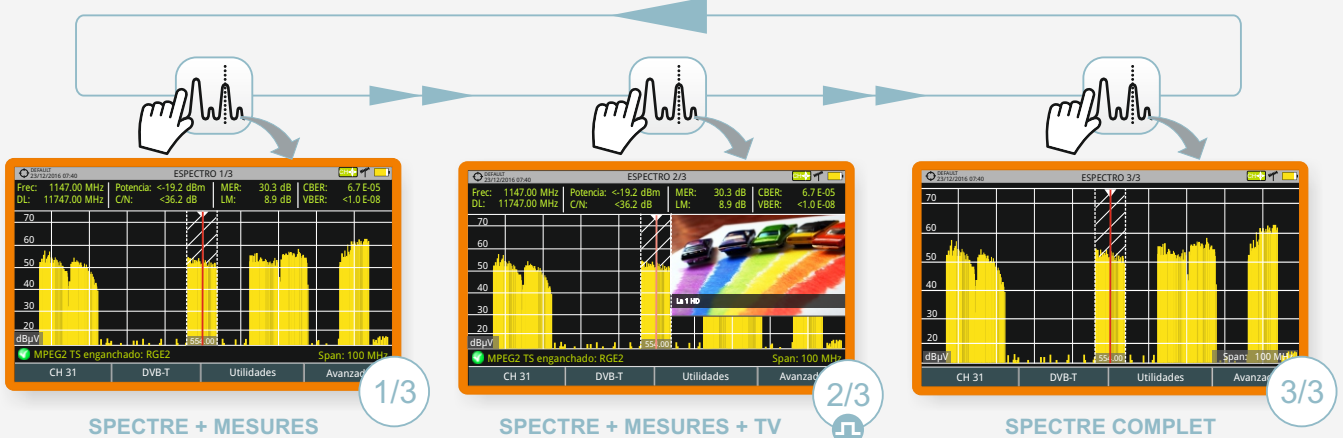 DEFAULT
23/12/2016 07:40
ESPECTRO 1/3
Frec: 1147.00 MHz Potencia: <-19.2 dBm MER: 30.3 dB CBER: 6.7 E-05
DL: 11747.00 MHz C/N: <36.2 dB LM: 8.9 dB VBER: <1.0 E-08
70
60
50
40
30
20
dBµV
554.00
MPEG2 TS enganchado: RGE2 Span: 100 MHz
CH 31 DVB-T Utilidades
1/3
SPECTRE + MESURES
DEFAULT
23/12/2016 07:40
ESPECTRO 2/3
Frec: 1147.00 MHz Potencia: <-19.2 dBm MER: 30.3 dB CBER: 6.7 E-05
DL: 11747.00 MHz C/N: <36.2 dB LM: 8.9 dB VBER: <1.0 E-08
70
60
50
40
30
20
La 1 HD
dBµV
554.00
MPEG2 TS enganchado: RGE2 Span: 100 MHz
CH 31 DVB-T Utilidades
2/3
SPECTRE + MESURES + TV
DEFAULT
23/12/2016 07:40
ESPECTRO 3/3
70
60
50
40
30
20
dBµV
554.00
Span: 100
CH 31 DVB-T Utilidades
3/3
SPECTRE COMPLET